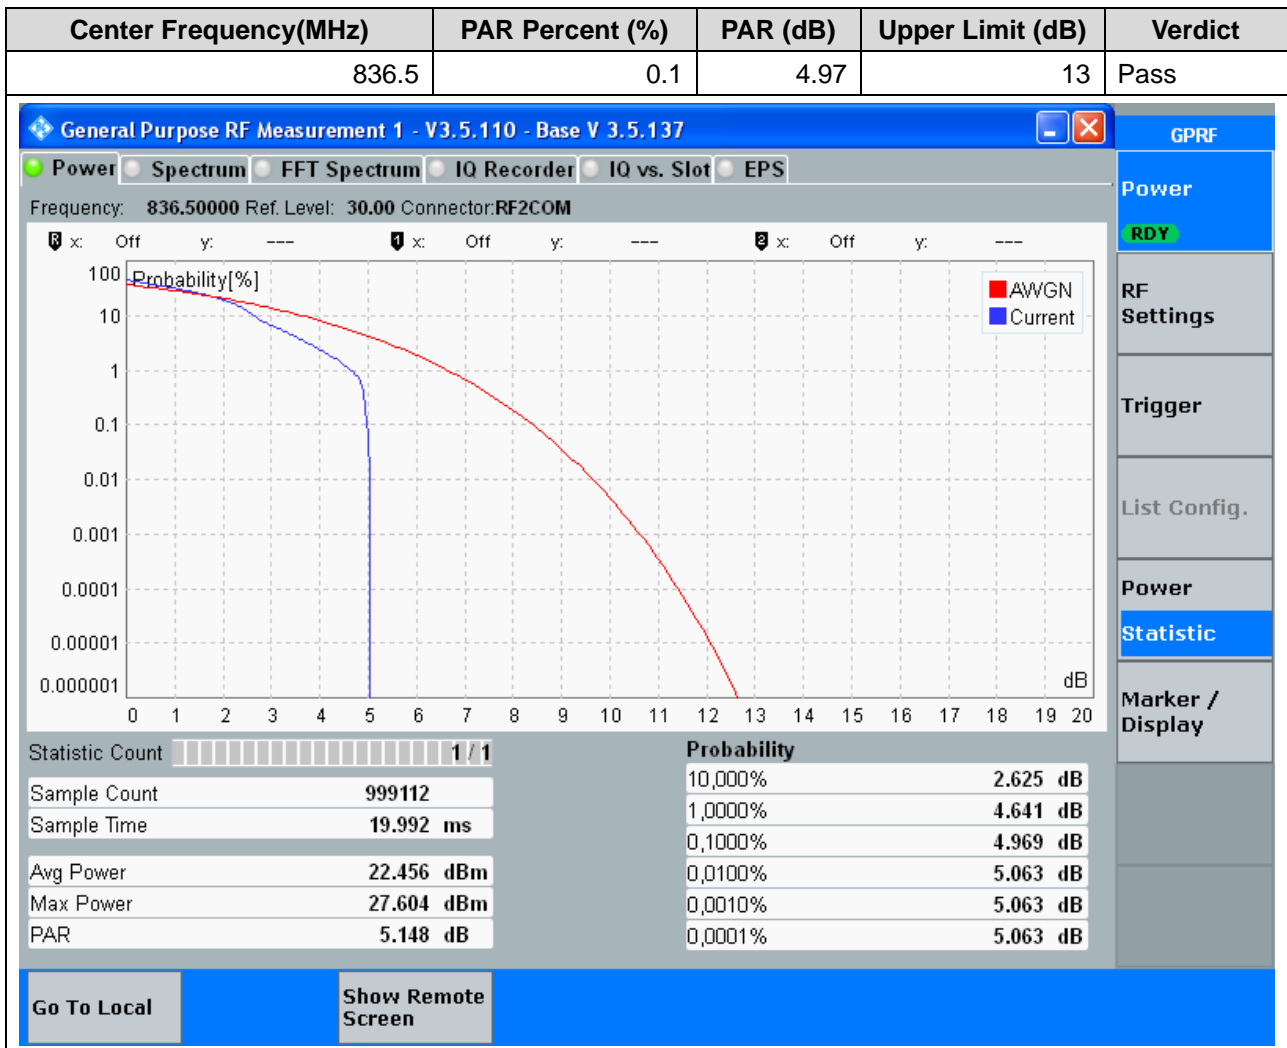 Center Frequency(MHz) PAR Percent (%) PAR (dB) Upper Limit (dB) Verdict
836.5 0.1 4.97 13 Pass
General Purpose RF Measurement 1 - V3.5.110 - Base V 3.5.137
GPRF
Power Spectrum FFT Spectrum IQ Recorder IQ vs. Slot EPS
Power
RDY
Frequency: 836.50000 Ref. Level: 30.00 Connector:RF2COM
R x: Off y: --- 1 x: Off y: --- 2 x: Off y: ---
Probability[%]
AWGN
Current
100
10
1
0.1
0.01
0.001
0.0001
0.00001
0.000001
dB
0 1 2 3 4 5 6 7 8 9 10 11 12 13 14 15 16 17 18 19 20
RF
Settings
Trigger
List Config.
Power
Statistic
Marker /
Display
Statistic Count 1 / 1
Sample Count 999112
Sample Time 19.992 ms
Avg Power 22.456 dBm
Max Power 27.604 dBm
PAR 5.148 dB
Probability
10,000% 2.625 dB
1,0000% 4.641 dB
0,1000% 4.969 dB
0,0100% 5.063 dB
0,0010% 5.063 dB
0,0001% 5.063 dB
Go To Local
Show Remote
Screen